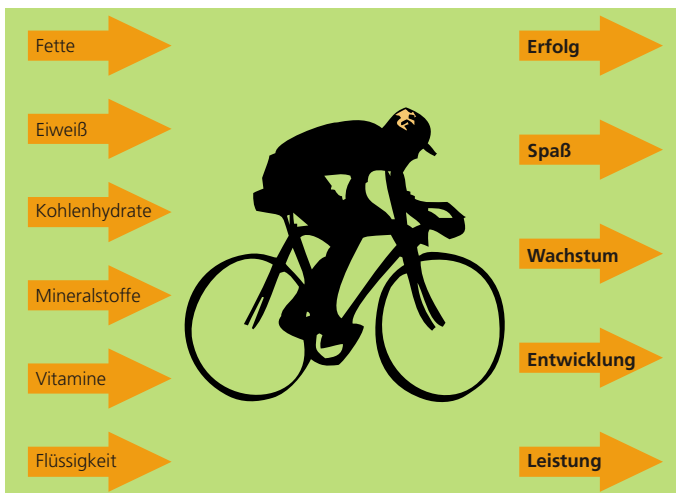 Fette
Eiweiß
Kohlenhydrate
Mineralstoffe
Vitamine
Flüssigkeit
Erfolg
Spaß
Wachstum
Entwicklung
Leistung